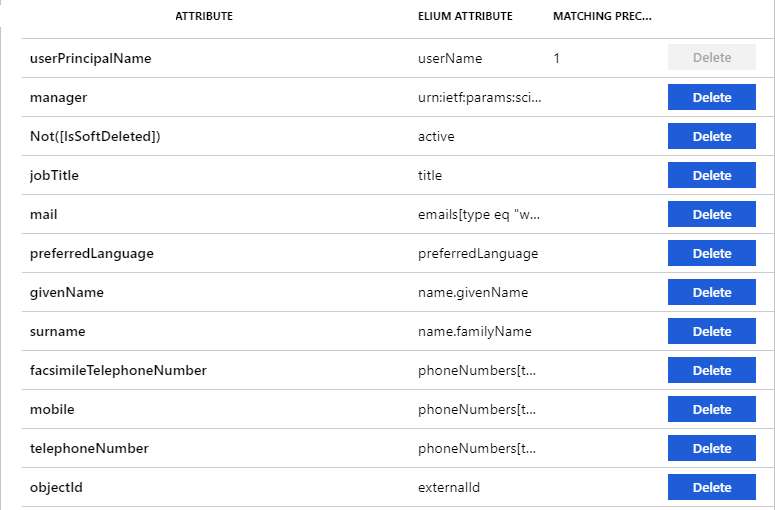 ATTRIBUTE ELIUM ATTRIBUTE MATCHING PREC...
userPrincipalName userName 1 Delete
manager urn:ietf:params:sci... Delete
Not([IsSoftDeleted]) active Delete
jobTitle title Delete
mail emails[type eq "w... Delete
preferredLanguage preferredLanguage Delete
givenName name.givenName Delete
surname name.familyName Delete
facsimileTelephoneNumber phoneNumbers[t... Delete
mobile phoneNumbers[t... Delete
telephoneNumber phoneNumbers[t... Delete
objectId externalId Delete